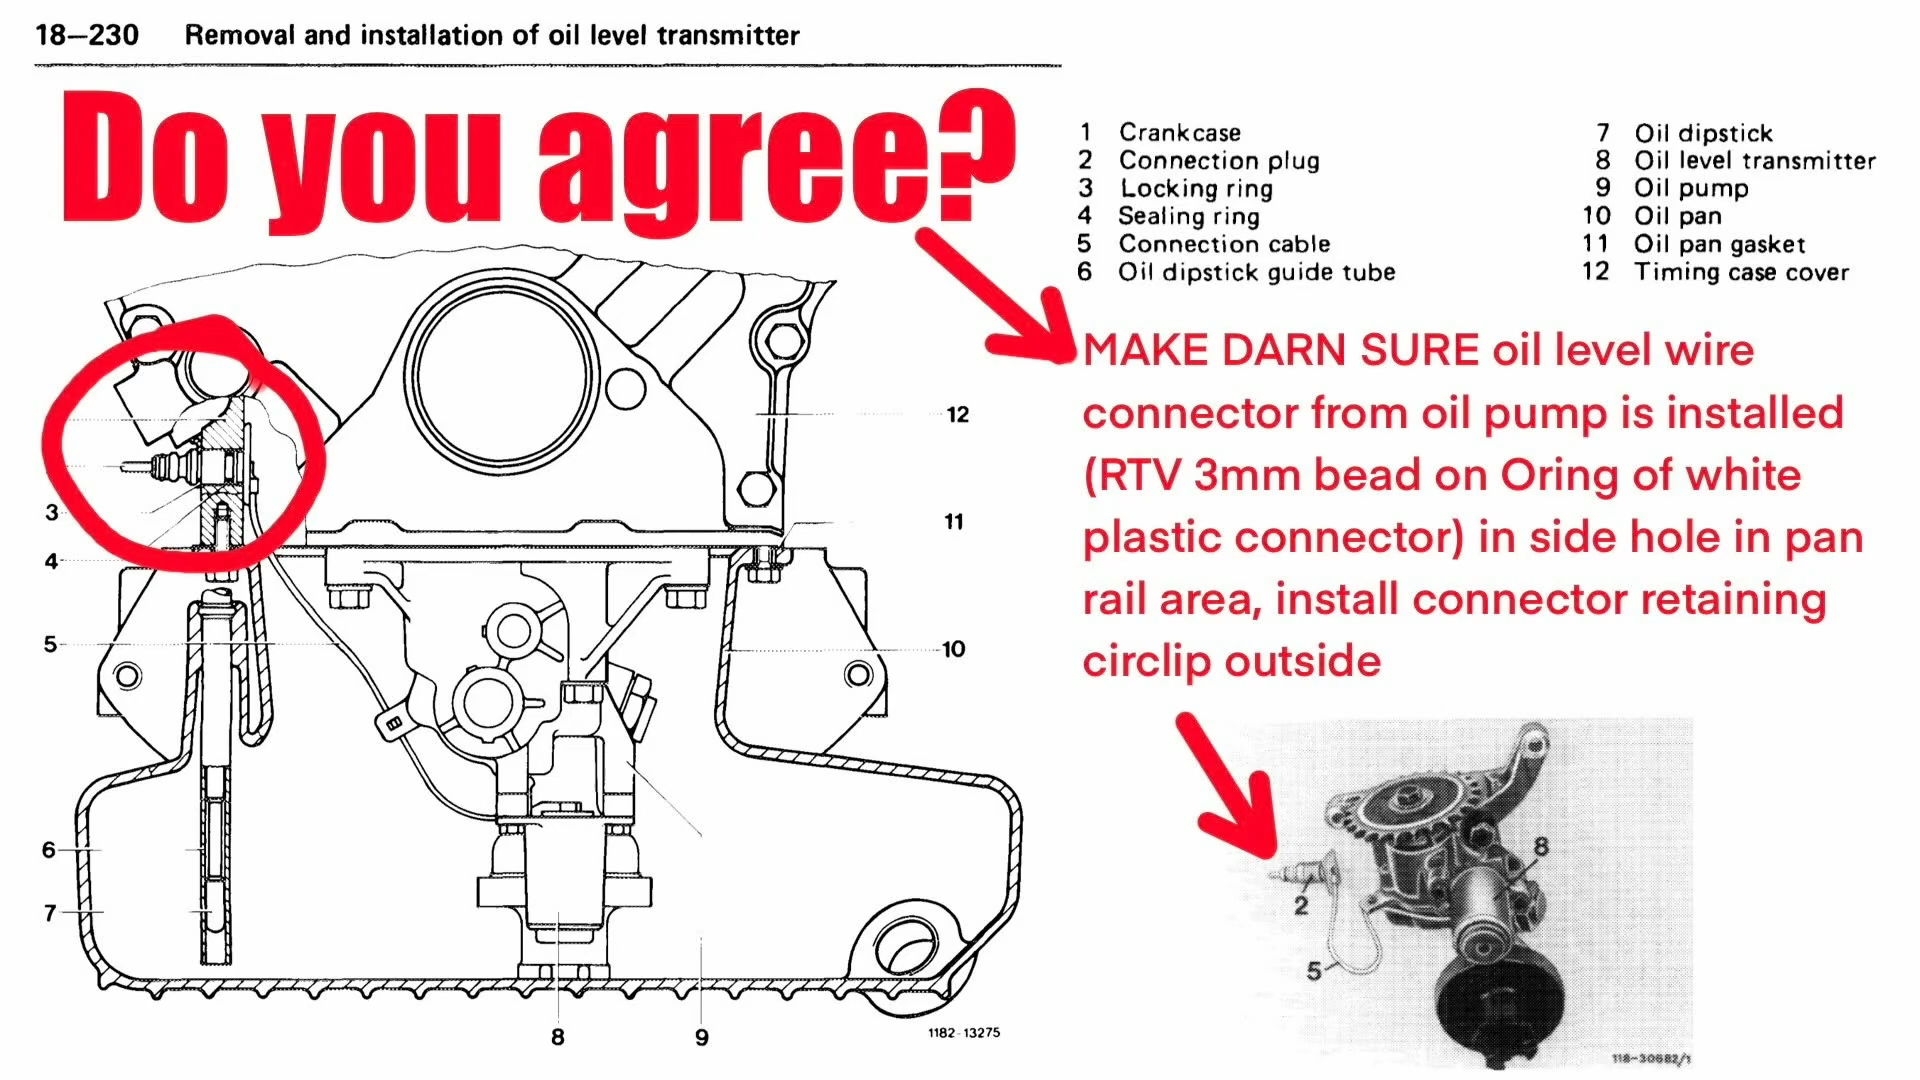 18–230 Removal and installation of oil level transmitter
Do you agree?
1 Crankcase
2 Connection plug
3 Locking ring
4 Sealing ring
5 Connection cable
6 Oil dipstick guide tube
7 Oil dipstick
8 Oil level transmitter
9 Oil pump
10 Oil pan
11 Oil pan gasket
12 Timing case cover
MAKE DARN SURE oil level wire
connector from oil pump is installed
(RTV 3mm bead on Oring of white
plastic connector) in side hole in pan
rail area, install connector retaining
circlip outside
12
3
11
4
5
10
6
7
8
9
1182-13275
8
2
5
118-30682/1